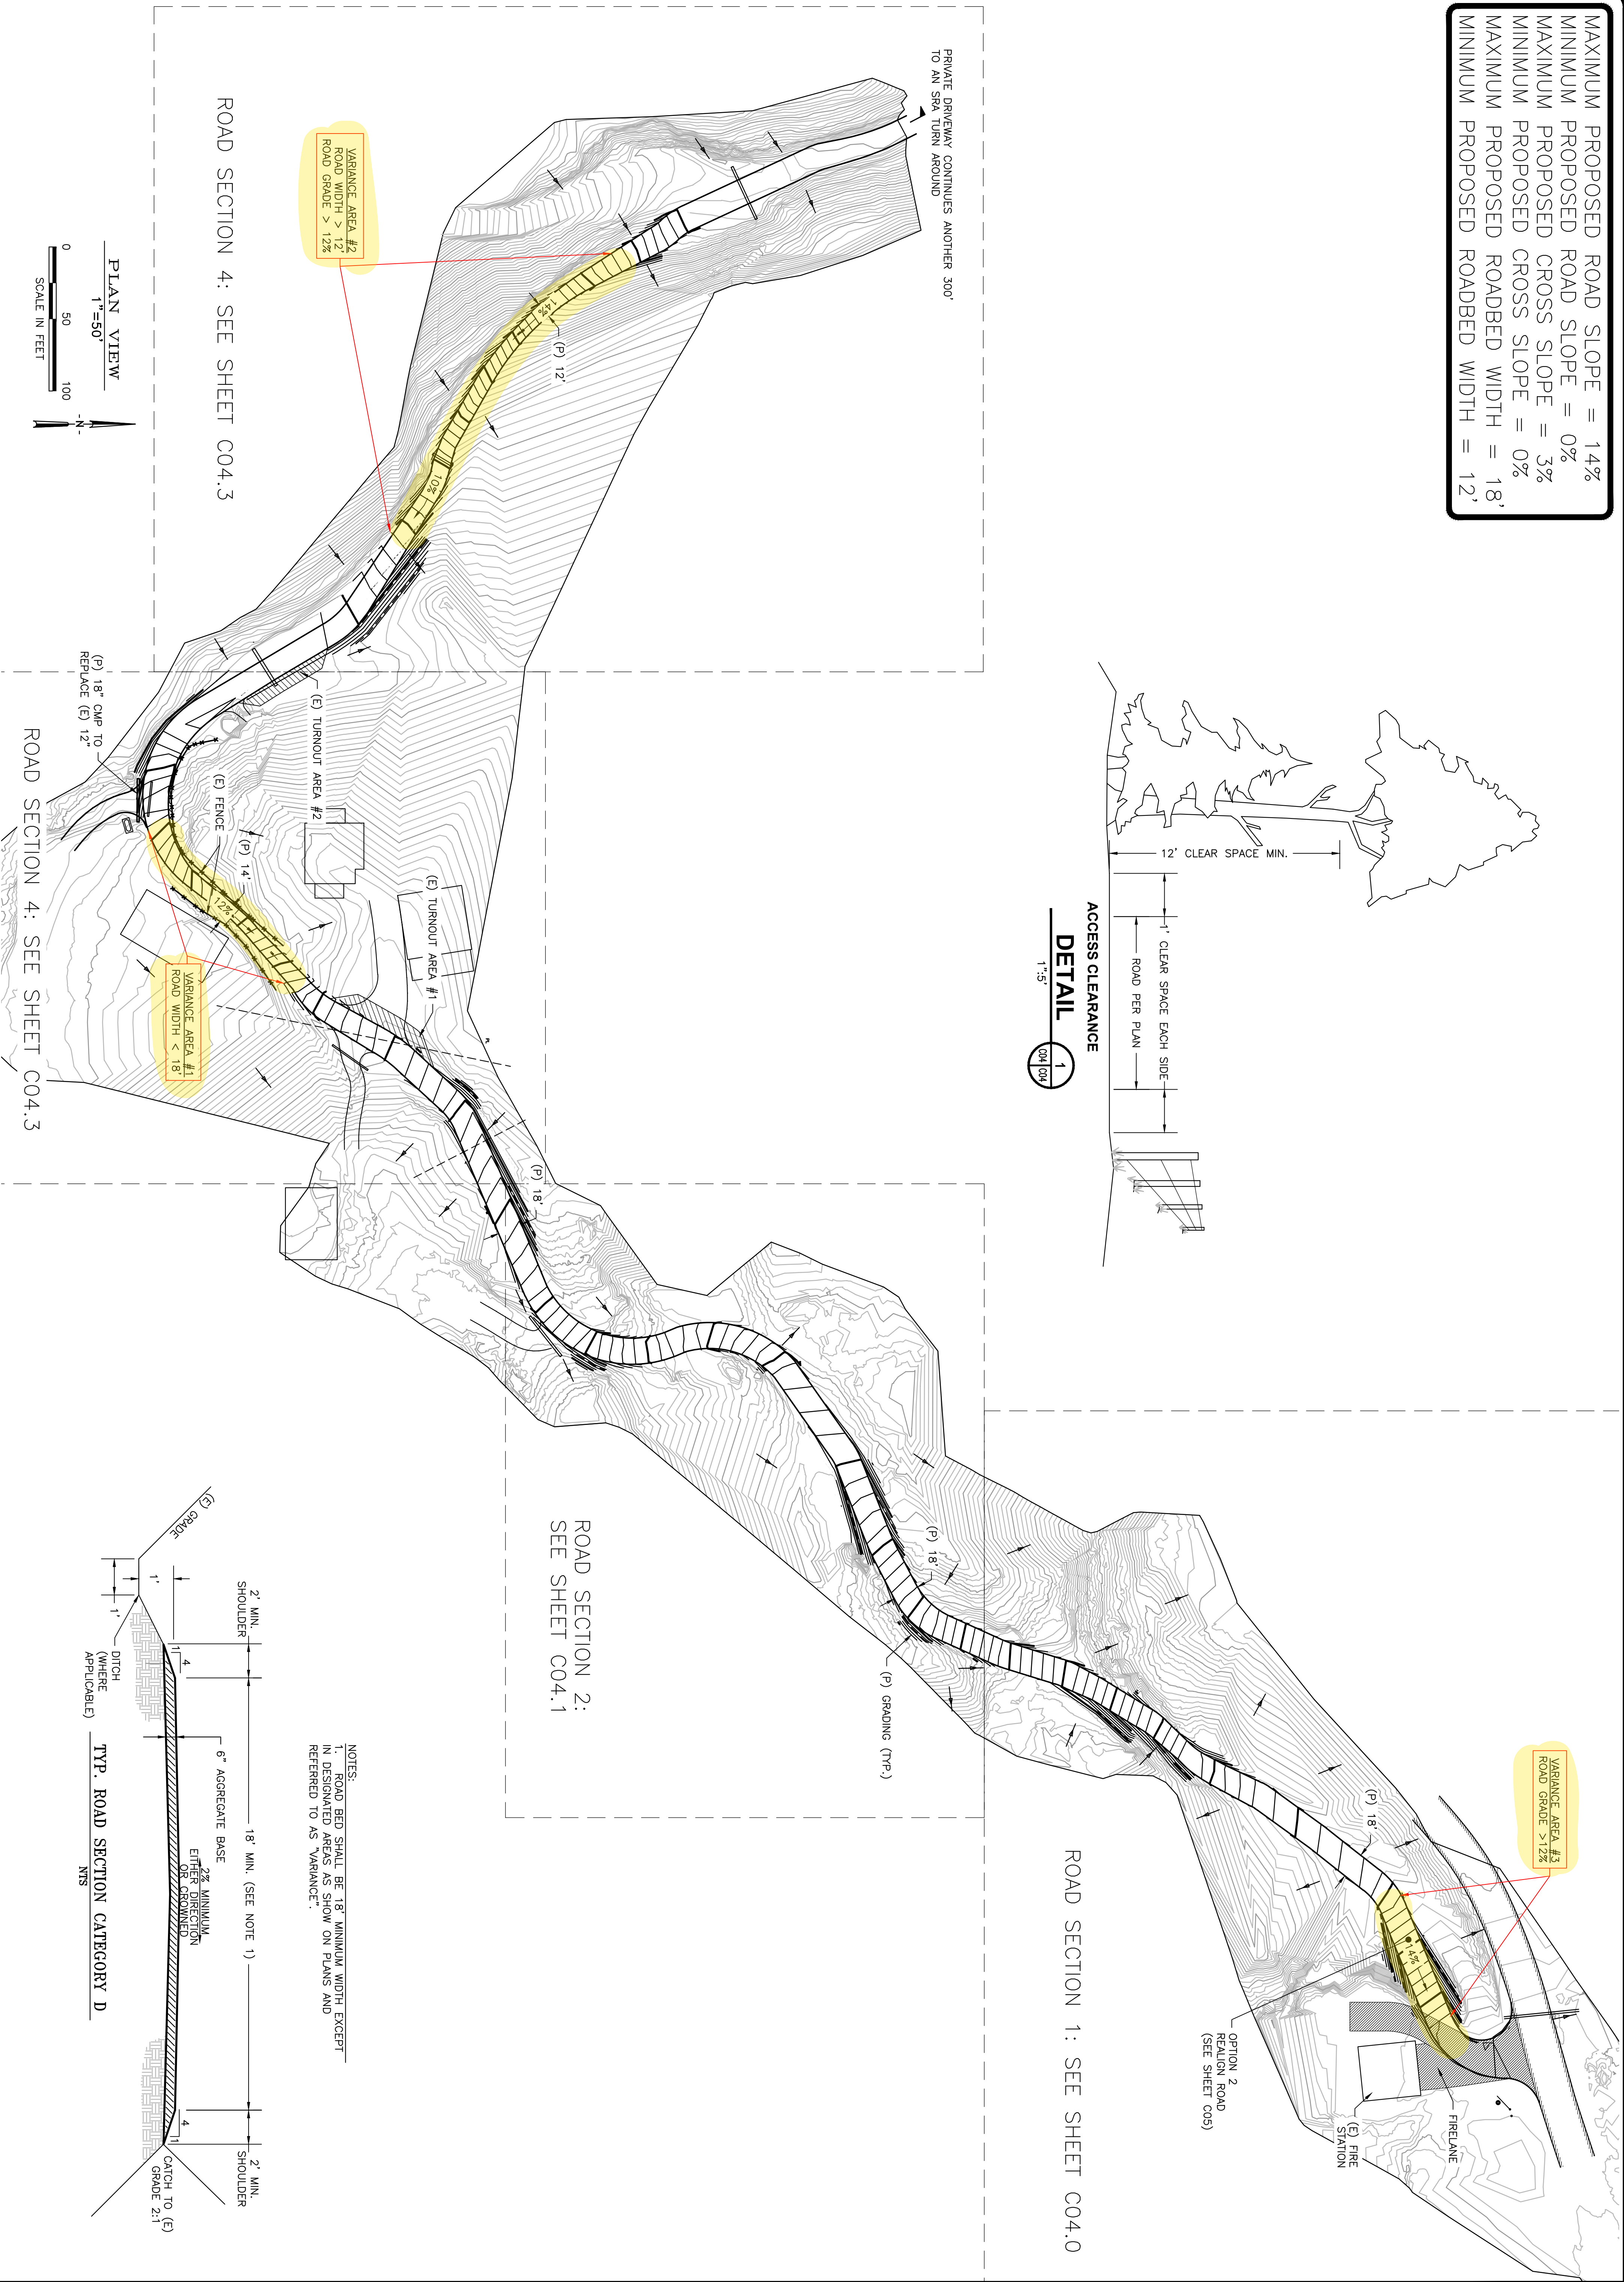 MAXIMUM PROPOSED ROAD SLOPE = 14%
MINIMUM PROPOSED ROAD SLOPE = 0%
MAXIMUM PROPOSED CROSS SLOPE = 3%
MINIMUM PROPOSED CROSS SLOPE = 0%
MAXIMUM PROPOSED ROADBED WIDTH = 18'
MINIMUM PROPOSED ROADBED WIDTH = 12'
12' CLEAR SPACE MIN.
1' CLEAR SPACE EACH SIDE
ROAD PER PLAN
ACCESS CLEARANCE
DETAIL
1":5'
1
C04
C04
VARIANCE AREA #3
ROAD GRADE >12%
(P) 18'
14%
FIRELANE
(E) FIRE
STATION
OPTION 2
REALIGN ROAD
(SEE SHEET C05)
ROAD SECTION 1: SEE SHEET C04.0
PRIVATE DRIVEWAY CONTINUES ANOTHER 300'
TO AN SRA TURN AROUND
(P) 18'
(P) GRADING (TYP.)
ROAD SECTION 2:
SEE SHEET C04.1
(P) 18'
(P) 12'
14%
10%
VARIANCE AREA #2
ROAD WIDTH > 12'
ROAD GRADE > 12%
ROAD SECTION 4: SEE SHEET C04.3
(E) TURNOUT AREA #1
(E) TURNOUT AREA #2
(P) 14'
(E) FENCE
12%
VARIANCE AREA #1
ROAD WIDTH < 18'
(P) 18" CMP TO
REPLACE (E) 12"
ROAD SECTION 4: SEE SHEET C04.3
PLAN VIEW
1"=50'
0 50 100
SCALE IN FEET
-N-
NOTES:
1. ROAD BED SHALL BE 18' MINIMUM WIDTH EXCEPT
IN DESIGNATED AREAS AS SHOW ON PLANS AND
REFERRED TO AS "VARIANCE".
(E) GRADE
2' MIN.
SHOULDER
18' MIN. (SEE NOTE 1)
2' MIN.
SHOULDER
1'
1'
4
1
6" AGGREGATE BASE
2% MINIMUM
EITHER DIRECTION
OR CROWNED
4
1
DITCH
(WHERE
APPLICABLE)
CATCH TO (E)
GRADE 2:1
TYP. ROAD SECTION CATEGORY D
NTS